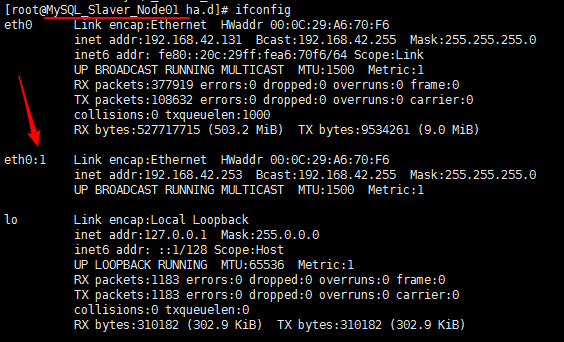 [root@MySQL_Slaver_Node01 ha.d]# ifconfig
eth0      Link encap:Ethernet  HWaddr 00:0C:29:A6:70:F6
          inet addr:192.168.42.131  Bcast:192.168.42.255  Mask:255.255.255.0
          inet6 addr: fe80::20c:29ff:fea6:70f6/64 Scope:Link
          UP BROADCAST RUNNING MULTICAST  MTU:1500  Metric:1
          RX packets:377919 errors:0 dropped:0 overruns:0 frame:0
          TX packets:108632 errors:0 dropped:0 overruns:0 carrier:0
          collisions:0 txqueuelen:1000
          RX bytes:527717715 (503.2 MiB)  TX bytes:9534261 (9.0 MiB)
eth0:1    Link encap:Ethernet  HWaddr 00:0C:29:A6:70:F6
          inet addr:192.168.42.253  Bcast:192.168.42.255  Mask:255.255.255.0
          UP BROADCAST RUNNING MULTICAST  MTU:1500  Metric:1
lo        Link encap:Local Loopback
          inet addr:127.0.0.1  Mask:255.0.0.0
          inet6 addr: ::1/128 Scope:Host
          UP LOOPBACK RUNNING  MTU:65536  Metric:1
          RX packets:1183 errors:0 dropped:0 overruns:0 frame:0
          TX packets:1183 errors:0 dropped:0 overruns:0 carrier:0
          collisions:0 txqueuelen:0
          RX bytes:310182 (302.9 KiB)  TX bytes:310182 (302.9 KiB)